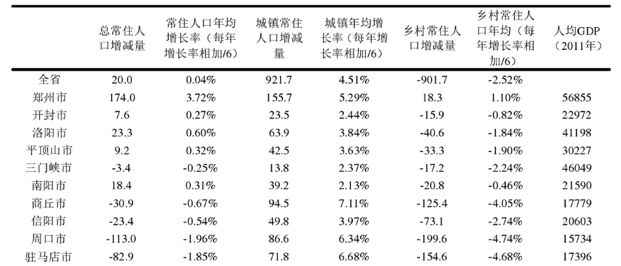 总常住人口增减量 常住人口年均增长率（每年增长率相加/6） 城镇常住人口增减量 城镇年均增长率（每年增长率相加/6） 乡村常住人口增减量 乡村常住人口年均（每年增长率相加/6） 人均GDP（2011年）
全省 20.0 0.04% 921.7 4.51% -901.7 -2.52%
郑州市 174.0 3.72% 155.7 5.29% 18.3 1.10% 56855
开封市 7.6 0.27% 23.5 2.44% -15.9 -0.82% 22972
洛阳市 23.3 0.60% 63.9 3.84% -40.6 -1.84% 41198
平顶山市 9.2 0.32% 42.5 3.63% -33.3 -1.90% 30227
三门峡市 -3.4 -0.25% 13.8 2.37% -17.2 -2.24% 46049
南阳市 18.4 0.31% 39.2 2.13% -20.8 -0.46% 21590
商丘市 -30.9 -0.67% 94.5 7.11% -125.4 -4.05% 17779
信阳市 -23.4 -0.54% 49.8 3.97% -73.1 -2.74% 20603
周口市 -113.0 -1.96% 86.6 6.34% -199.6 -4.74% 15734
驻马店市 -82.9 -1.85% 71.8 6.68% -154.6 -4.68% 17396